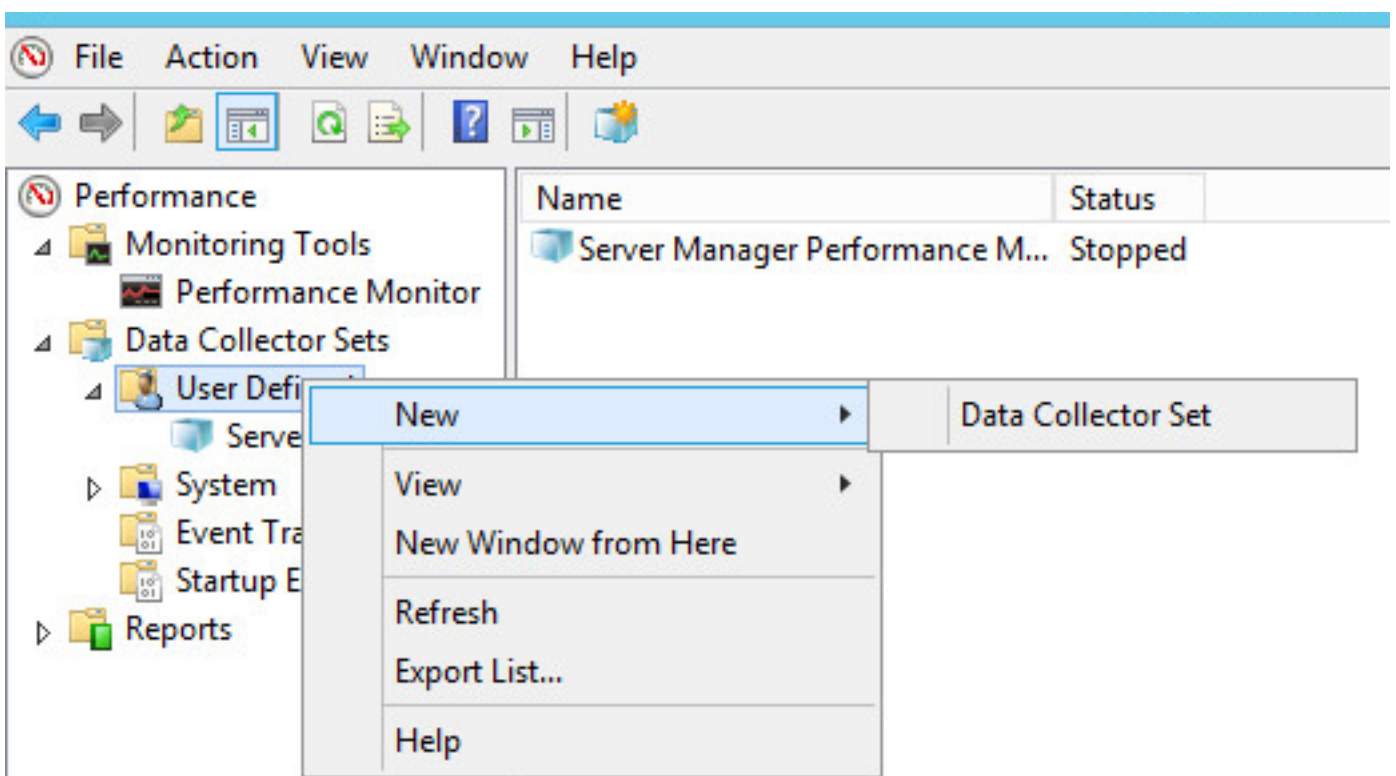 File Action View Window Help
Performance
Monitoring Tools
Performance Monitor
Data Collector Sets
User Defi
Serve
System
Event Tra
Startup E
Reports
Name Status
Server Manager Performance M... Stopped
New
View
New Window from Here
Refresh
Export List...
Help
Data Collector Set